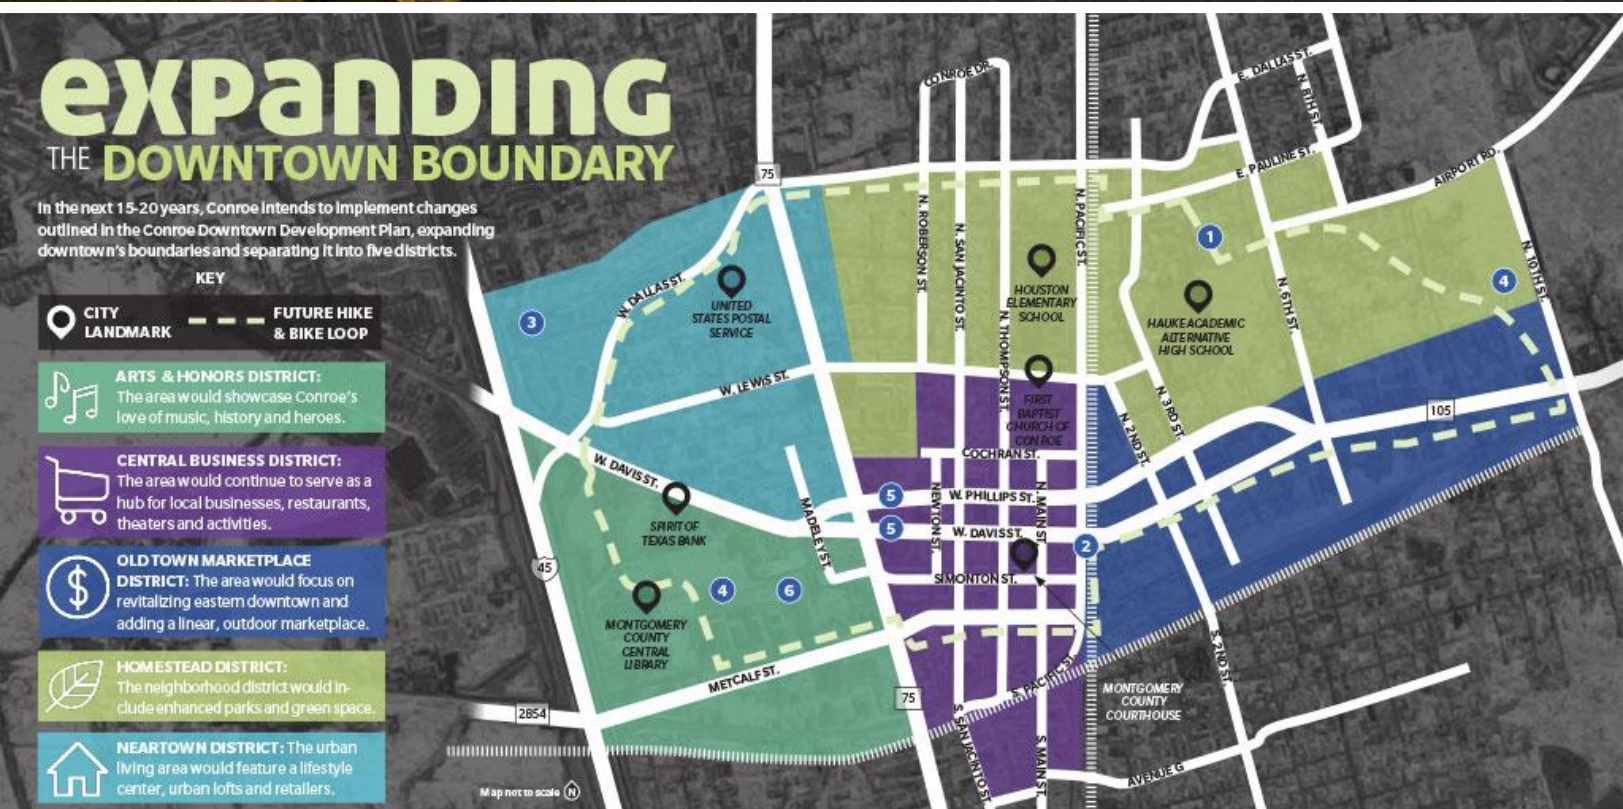 expanding
THE DOWNTOWN BOUNDARY
In the next 15-20 years, Conroe intends to implement changes
outlined in the Conroe Downtown Development Plan, expanding
downtown's boundaries and separating it into five districts.
KEY
CITY
LANDMARK
FUTURE HIKE
& BIKE LOOP
ARTS & HONORS DISTRICT:
The area would showcase Conroe's
love of music, history and heroes.
CENTRAL BUSINESS DISTRICT:
The area would continue to serve as a
hub for local businesses, restaurants,
theaters and activities.
OLD TOWN MARKETPLACE
DISTRICT: The area would focus on
revitalizing eastern downtown and
adding a linear, outdoor marketplace.
HOMESTEAD DISTRICT:
The neighborhood district would in-
clude enhanced parks and green space.
NEARTOWN DISTRICT: The urban
living area would feature a lifestyle
center, urban lofts and retailers.
75
CONROE DR.
E. DALLAS ST.
N. 8TH ST.
E. PAULINE ST.
AIRPORT RD.
N. ROBERSON ST.
N. SAN JACINTO ST.
N. THOMPSON ST.
N. PACIFIC ST.
1
N. 10TH ST.
4
3
W. DALLAS ST.
UNITED
STATES POSTAL
SERVICE
HOUSTON
ELEMENTARY
SCHOOL
HAUKE ACADEMIC
ALTERNATIVE
HIGH SCHOOL
N. 6TH ST.
W. LEWIS ST.
FIRST
BAPTIST
CHURCH OF
CONROE
N. 3RD ST.
N. 2ND ST.
105
COCHRAN ST.
W. DAVIS ST.
SPIRIT OF
TEXAS BANK
MADELEY ST.
5
W. PHILLIPS ST.
NEWTON ST.
N. MAIN ST.
5
W. DAVIS ST.
2
SIMONTON ST.
45
4
6
MONTGOMERY
COUNTY
CENTRAL
LIBRARY
METCALF ST.
S. PACIFIC ST.
S. 2ND ST.
75
2854
MONTGOMERY
COUNTY
COURTHOUSE
S. SAN JACINTO ST.
S. MAIN ST.
AVENUE G
Map not to scale N